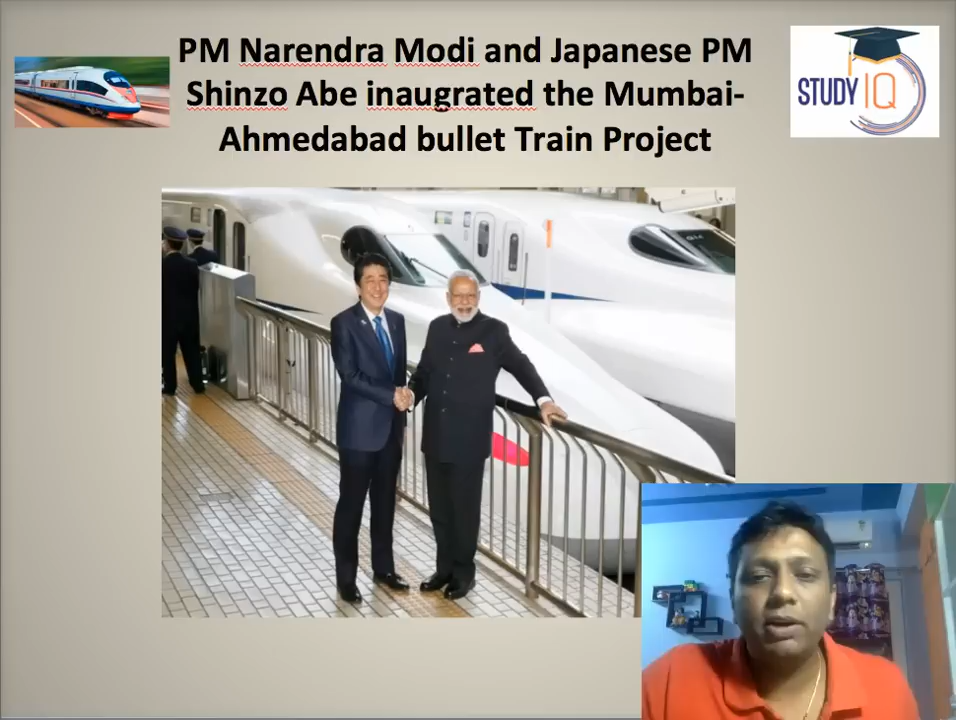 PM Narendra Modi and Japanese PM
Shinzo Abe inaugrated the Mumbai-
Ahmedabad bullet Train Project
STUDY IQ